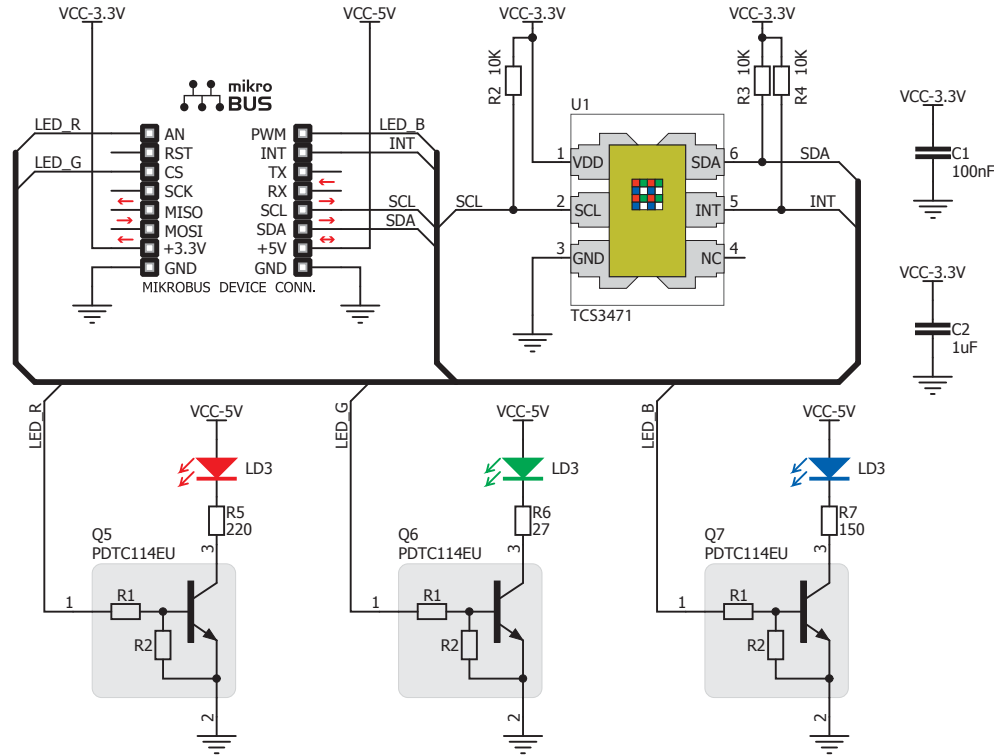 VCC-3.3V
VCC-5V
VCC-3.3V
VCC-3.3V
mikro
BUS
R2 10K
R3 10K
R4 10K
U1
VCC-3.3V
C1
100nF
LED_R
LED_G
AN
RST
CS
SCK
MISO
MOSI
+3.3V
GND
PWM
INT
TX
RX
SCL
SDA
+5V
GND
LED_B
INT
SCL
SDA
MIKROBUS DEVICE CONN.
SCL
1
2
3
VDD
SCL
GND
SDA
INT
NC
6
5
4
SDA
INT
TCS3471
VCC-3.3V
C2
1uF
LED_R
VCC-5V
LD3
R5
220
Q5
PDTC114EU
3
1
R1
R2
2
LED_G
VCC-5V
LD3
R6
27
Q6
PDTC114EU
3
1
R1
R2
2
LED_B
VCC-5V
LD3
R7
150
Q7
PDTC114EU
3
1
R1
R2
2